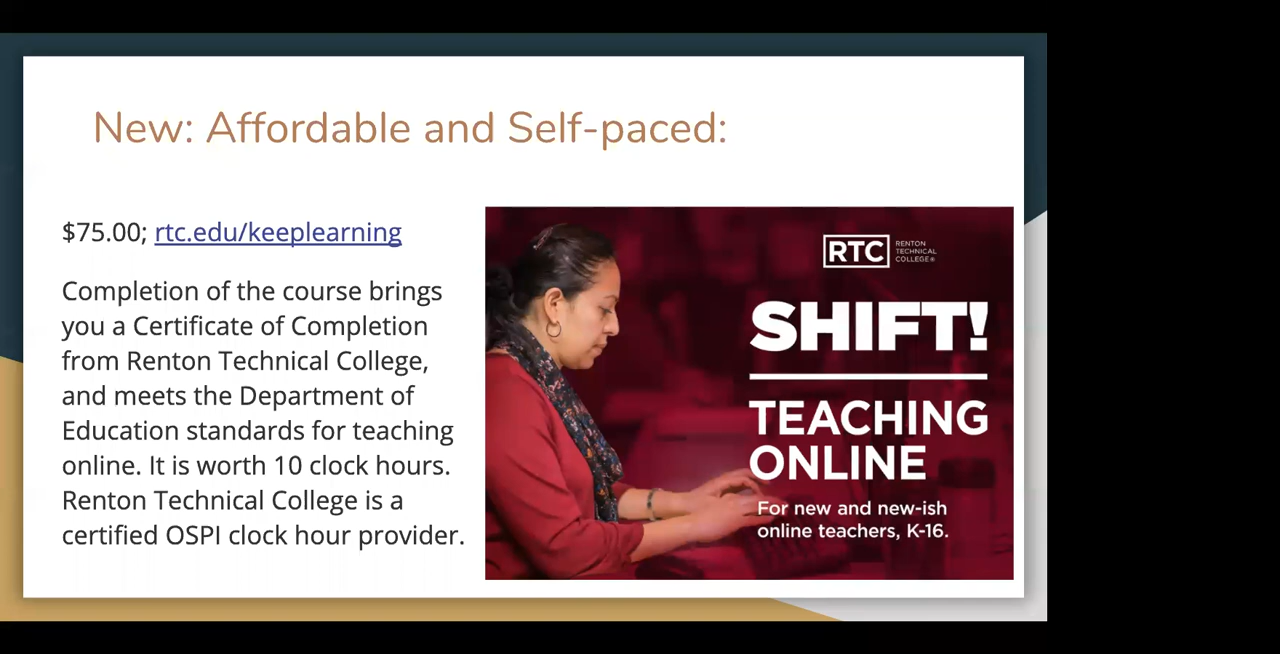 New: Affordable and Self-paced:
$75.00; rtc.edu/keeplearning
Completion of the course brings
you a Certificate of Completion
from Renton Technical College,
and meets the Department of
Education standards for teaching
online. It is worth 10 clock hours.
Renton Technical College is a
certified OSPI clock hour provider.
RTC
RENTON
TECHNICAL
COLLEGE®
SHIFT!
TEACHING
ONLINE
For new and new-ish
online teachers, K-16.